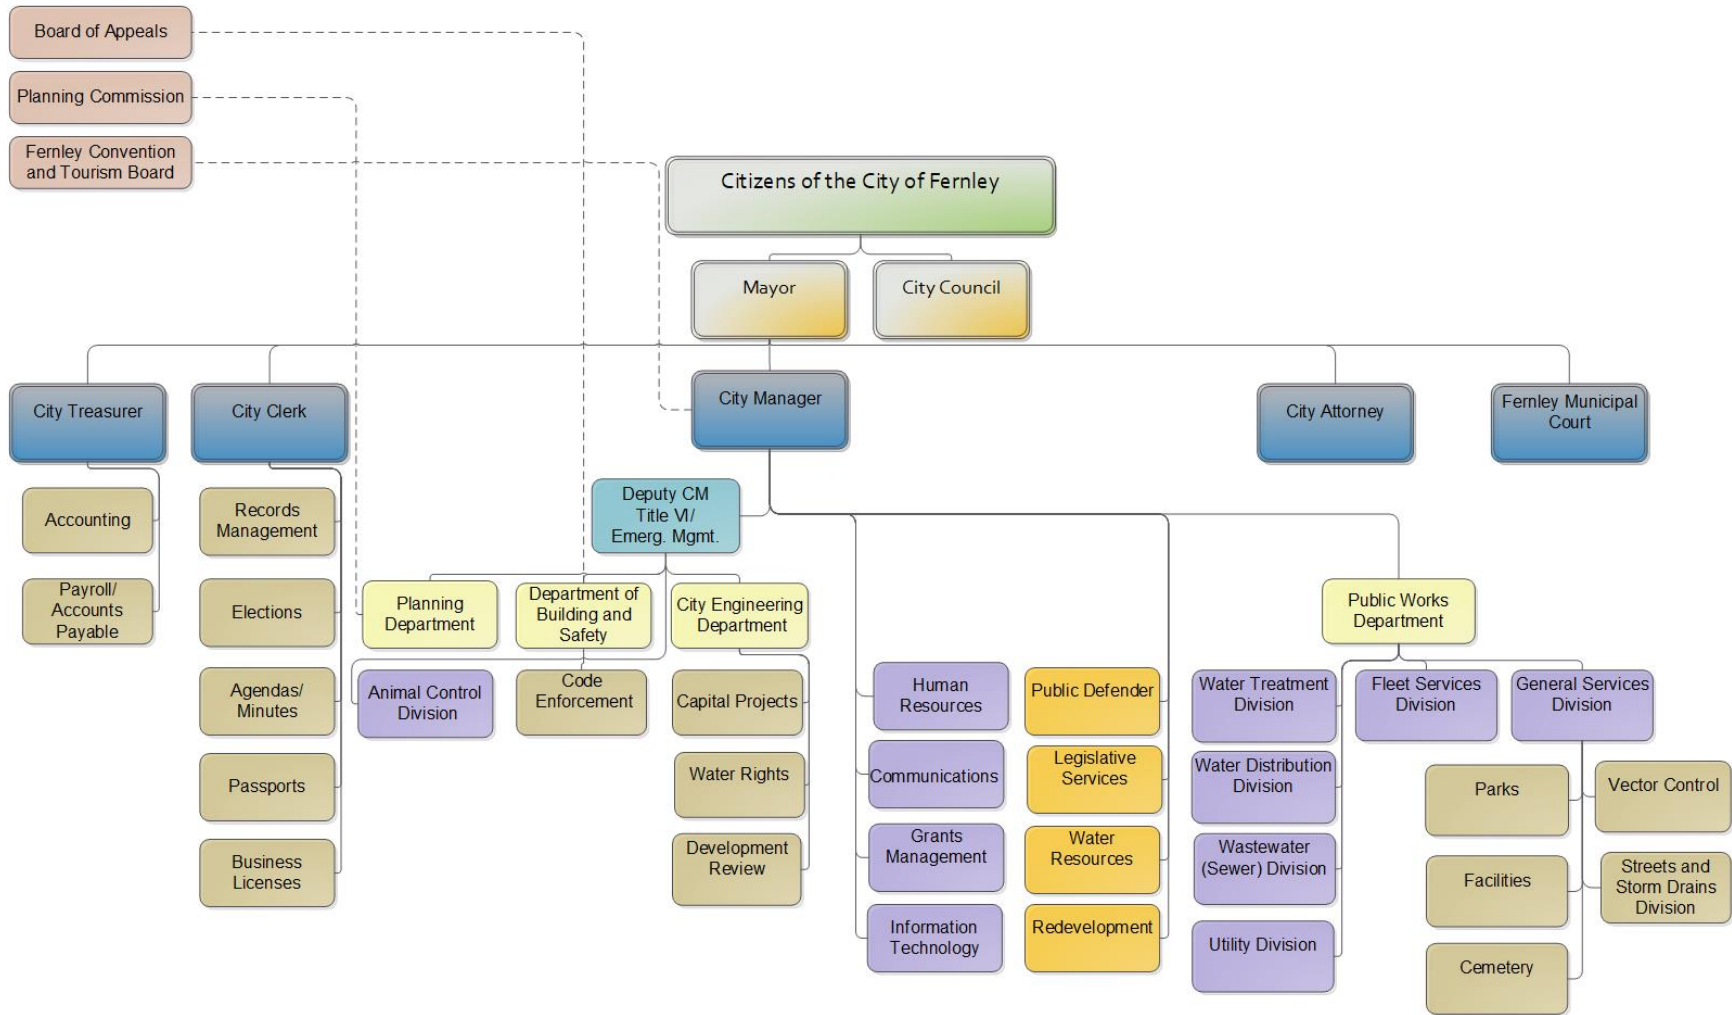 Board of Appeals
Planning Commission
Fernley Convention
and Tourism Board
Citizens of the City of Fernley
Mayor
City Council
City Treasurer
City Clerk
City Manager
City Attorney
Fernley Municipal
Court
Accounting
Payroll/
Accounts
Payable
Records
Management
Elections
Agendas/
Minutes
Passports
Business
Licenses
Deputy CM
Title VI/
Emerg. Mgmt.
Planning
Department
Department of
Building and
Safety
City Engineering
Department
Animal Control
Division
Code
Enforcement
Capital Projects
Water Rights
Development
Review
Human
Resources
Communications
Grants
Management
Information
Technology
Public Defender
Legislative
Services
Water
Resources
Redevelopment
Public Works
Department
Water Treatment
Division
Water Distribution
Division
Wastewater
(Sewer) Division
Utility Division
Fleet Services
Division
General Services
Division
Parks
Facilities
Cemetery
Vector Control
Streets and
Storm Drains
Division